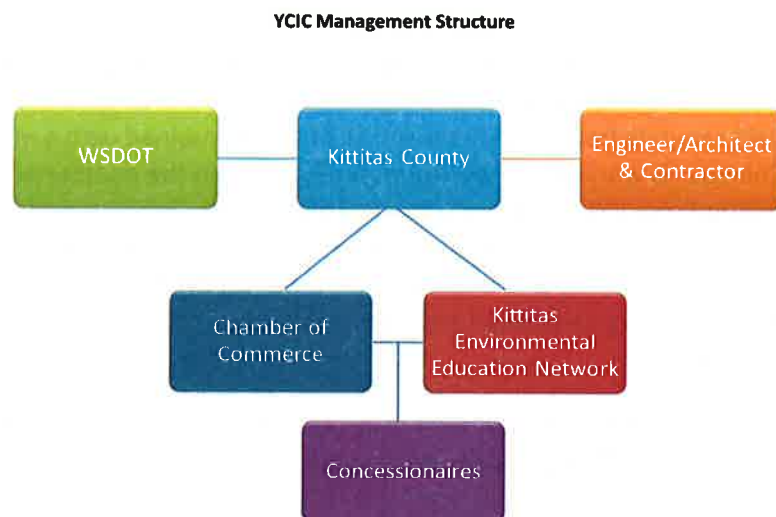 YCIC Management Structure
WSDOT
Kittitas County
Engineer/Architect
& Contractor
Chamber of
Commerce
Kittitas
Environmental
Education Network
Concessionaires